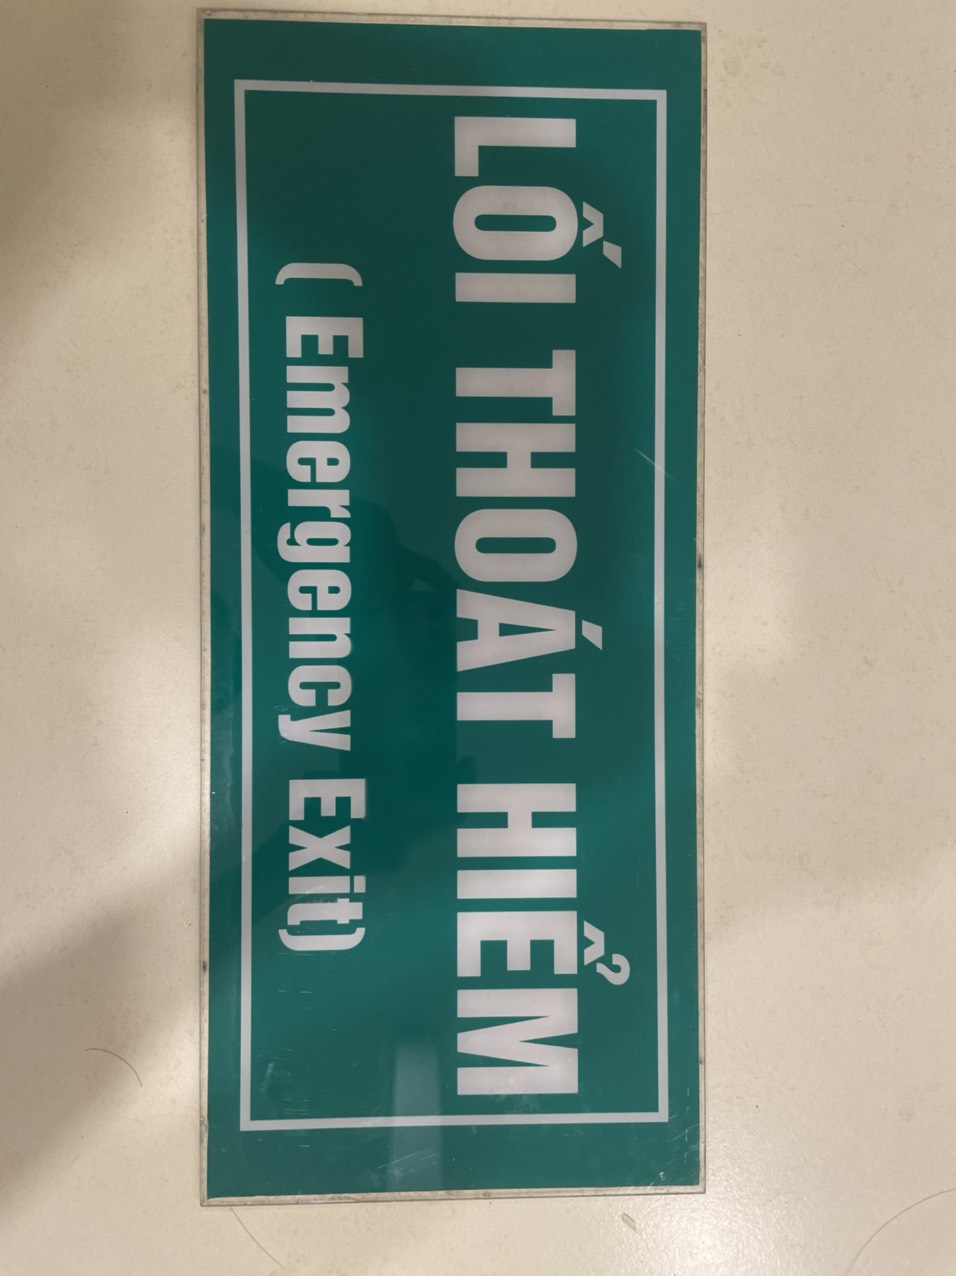 LỐI THOÁT HIỂM
( Emergency Exit)